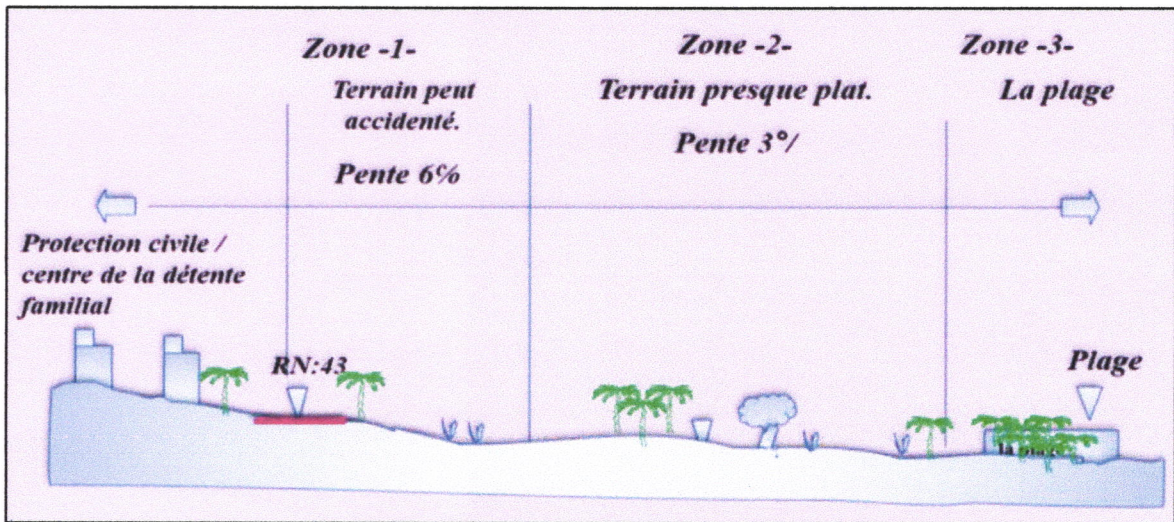 Zone -1-
Terrain peut
accidenté.
Pente 6%
Zone -2-
Terrain presque plat.
Pente 3°/
Zone -3-
La plage
Protection civile /
centre de la détente
familial
RN:43
Plage
la plage